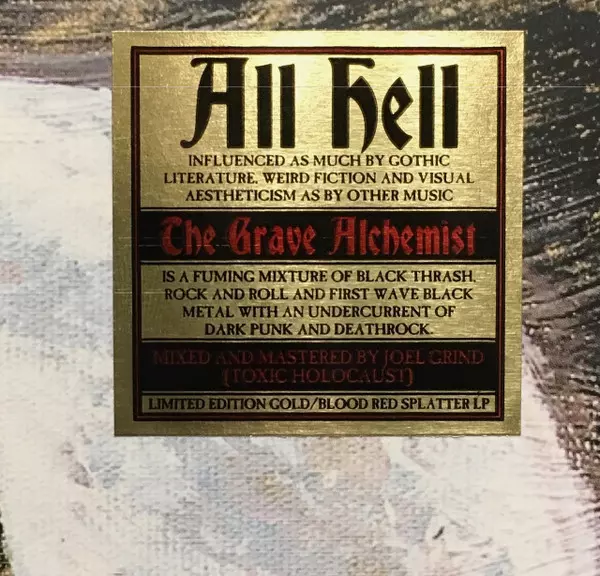 All Hell
INFLUENCED AS MUCH BY GOTHIC
LITERATURE, WEIRD FICTION AND VISUAL
AESTHETICISM AS BY OTHER MUSIC
The Grave Alchemist
IS A FUMING MIXTURE OF BLACK THRASH,
ROCK AND ROLL AND FIRST WAVE BLACK
METAL WITH AN UNDERCURRENT OF
DARK PUNK AND DEATHROCK.
MIXED AND MASTERED BY JOEL GRIND
(TOXIC HOLOCAUST)
LIMITED EDITION GOLD/BLOOD RED SPLATTER LP